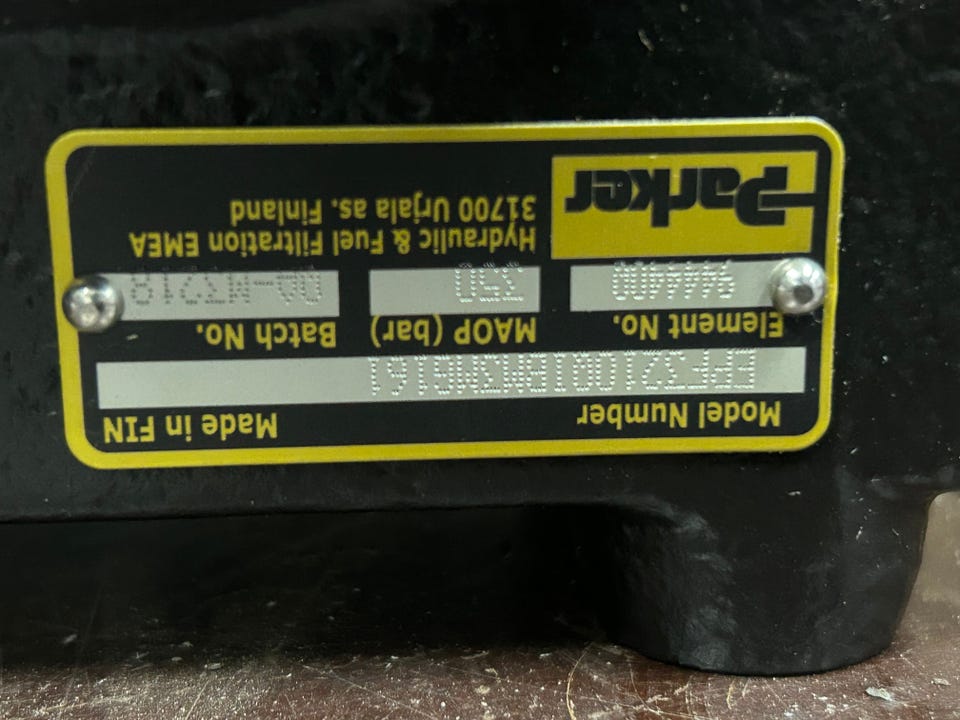 Model Number Made in FIN
Element No. MAOP (bar) Batch No.
350
Hydraulic & Fuel Filtration EMEA
31700 Urjala as. Finland
Parker